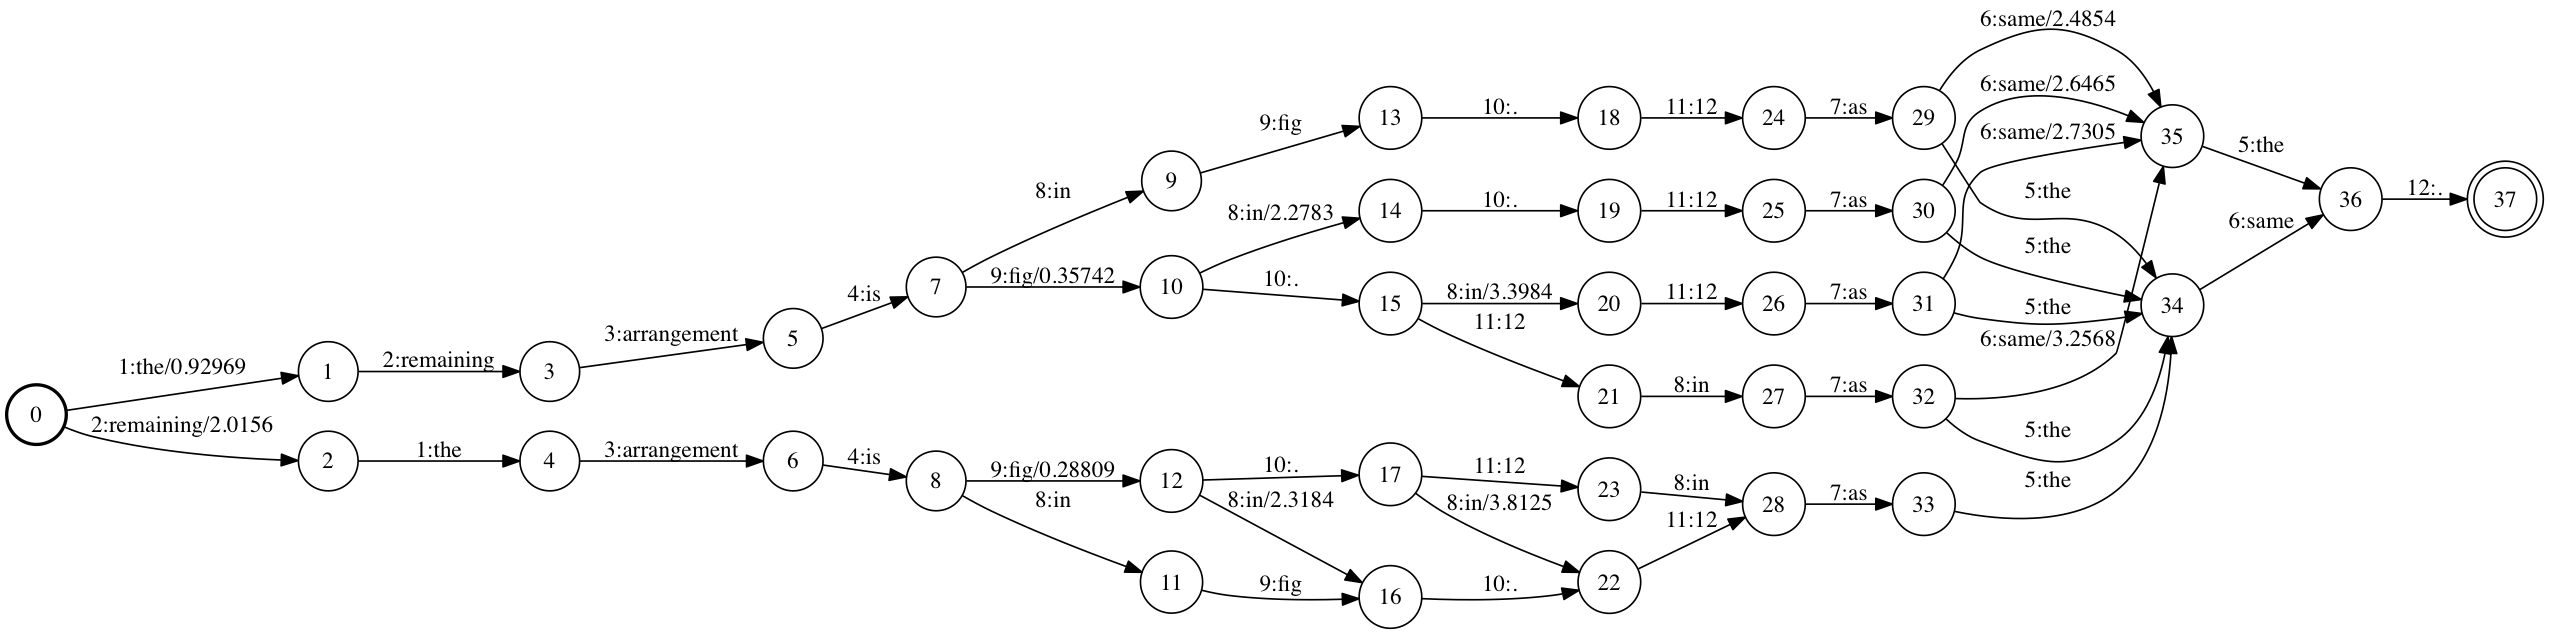 0
1:the/0.92969
2:remaining/2.0156
1
2
2:remaining
1:the
3
4
3:arrangement
3:arrangement
5
6
4:is
4:is
7
8
8:in
9:fig/0.35742
9:fig/0.28809
8:in
9
10
12
11
9:fig
8:in/2.2783
10:.
10:.
8:in/2.3184
9:fig
13
14
15
17
16
10:.
10:.
8:in/3.3984
11:12
11:12
8:in/3.8125
10:.
18
19
20
21
23
22
11:12
11:12
11:12
8:in
8:in
11:12
24
25
26
27
28
7:as
7:as
7:as
7:as
7:as
29
30
31
32
33
6:same/2.4854
6:same/2.6465
6:same/2.7305
5:the
5:the
5:the
6:same/3.2568
5:the
5:the
35
34
5:the
6:same
36
12:.
37